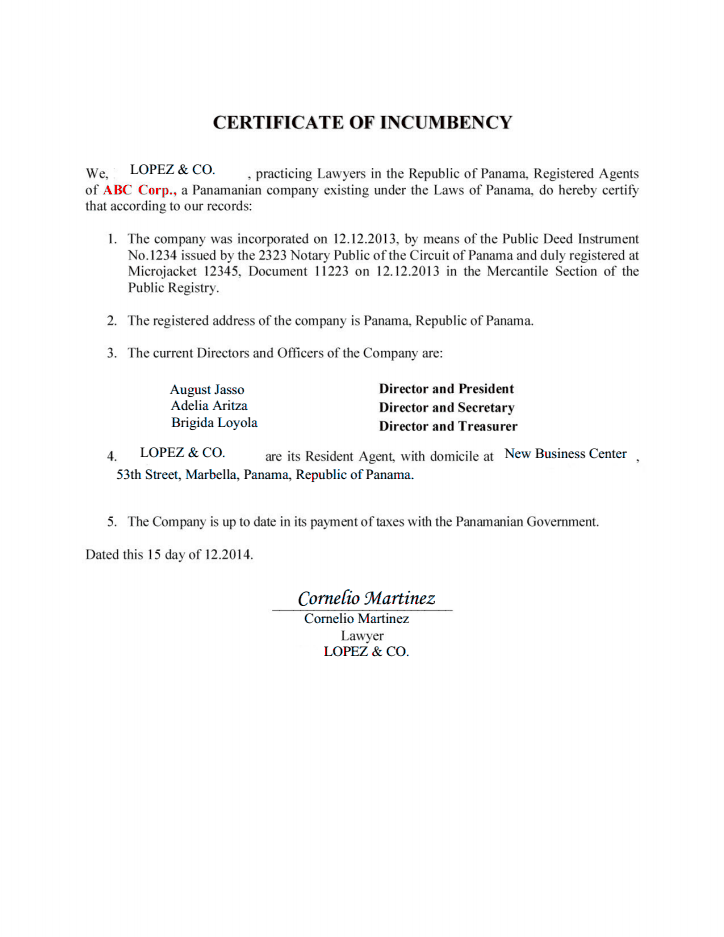 CERTIFICATE OF INCUMBENCY
We, LOPEZ & CO. , practicing Lawyers in the Republic of Panama, Registered Agents
of ABC Corp., a Panamanian company existing under the Laws of Panama, do hereby certify
that according to our records:
1. The company was incorporated on 12.12.2013, by means of the Public Deed Instrument
No.1234 issued by the 2323 Notary Public of the Circuit of Panama and duly registered at
Microjacket 12345, Document 11223 on 12.12.2013 in the Mercantile Section of the
Public Registry.
2. The registered address of the company is Panama, Republic of Panama.
3. The current Directors and Officers of the Company are:
August Jasso Director and President
Adelia Aritza Director and Secretary
Brigida Loyola Director and Treasurer
4. LOPEZ & CO. are its Resident Agent, with domicile at New Business Center ,
53th Street, Marbella, Panama, Republic of Panama.
5. The Company is up to date in its payment of taxes with the Panamanian Government.
Dated this 15 day of 12.2014.
Cornelio Martinez
Cornelio Martinez
Lawyer
LOPEZ & CO.